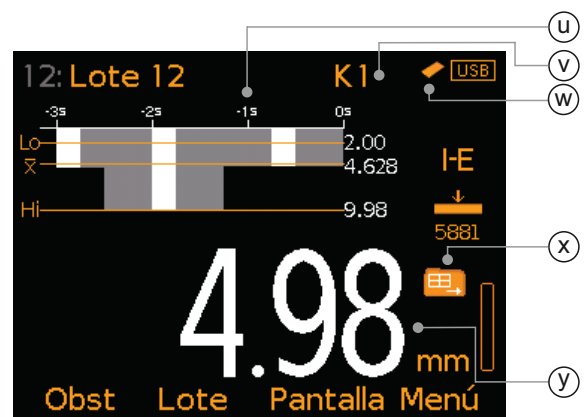 u
v
w
12: Lote 12 K1 USB
-3s -2s -1s 0s
Lo 2.00
x̅ 4.628
Hi 9.98
I-E
5881
x
4.98 mm
y
Obst Lote Pantalla Menú